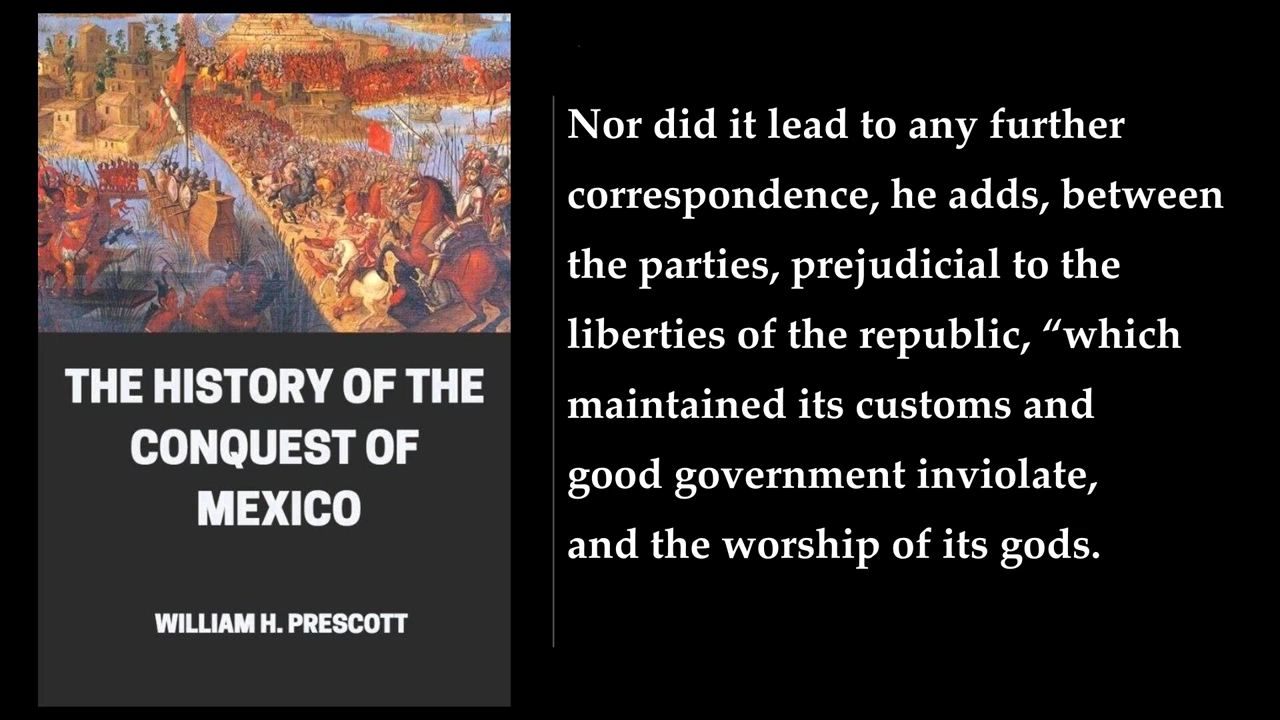 THE HISTORY OF THE
CONQUEST OF
MEXICO
WILLIAM H. PRESCOTT
Nor did it lead to any further
correspondence, he adds, between
the parties, prejudicial to the
liberties of the republic, “which
maintained its customs and
good government inviolate,
and the worship of its gods.